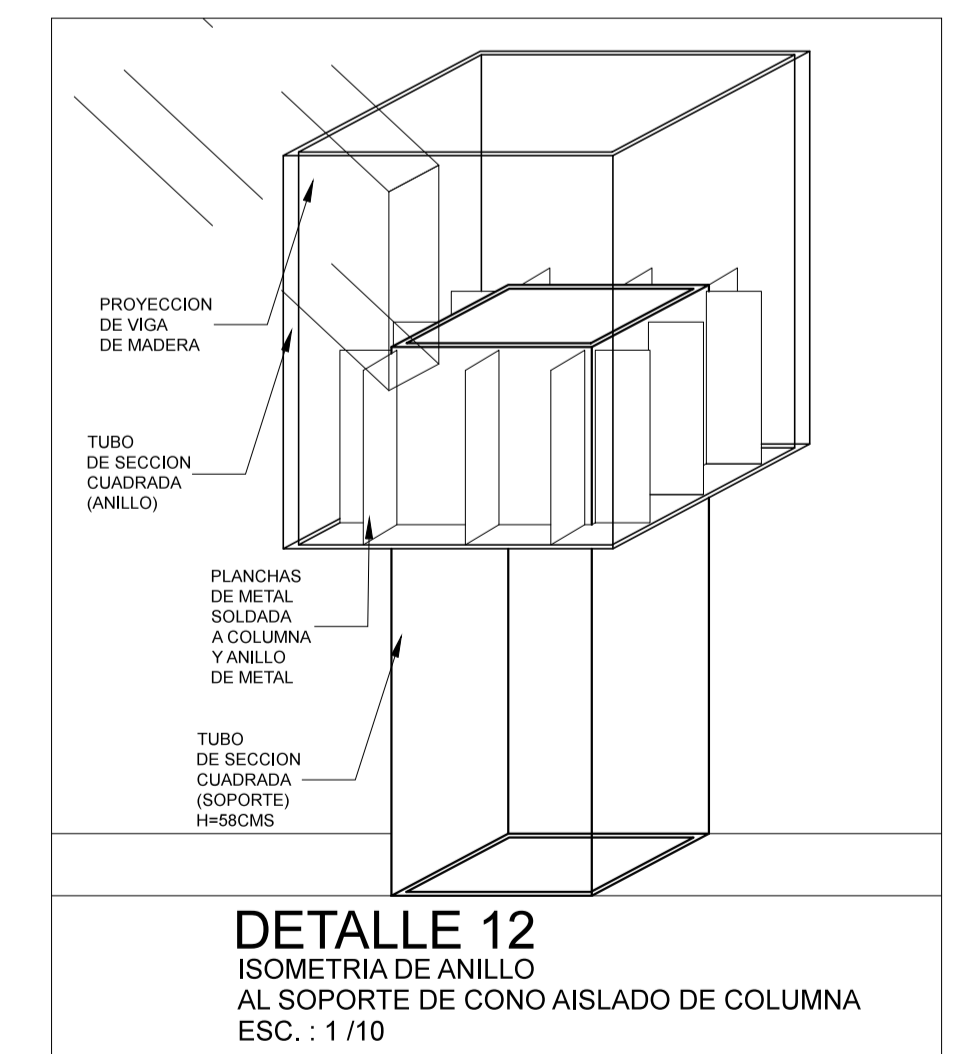 PROYECCION
DE VIGA
DE MADERA
TUBO
DE SECCION
CUADRADA
(ANILLO)
PLANCHAS
DE METAL
SOLDADA
A COLUMNA
Y ANILLO
DE METAL
TUBO
DE SECCION
CUADRADA
(SOPORTE)
H=58CMS
DETALLE 12
ISOMETRIA DE ANILLO
AL SOPORTE DE CONO AISLADO DE COLUMNA
ESC. : 1 /10